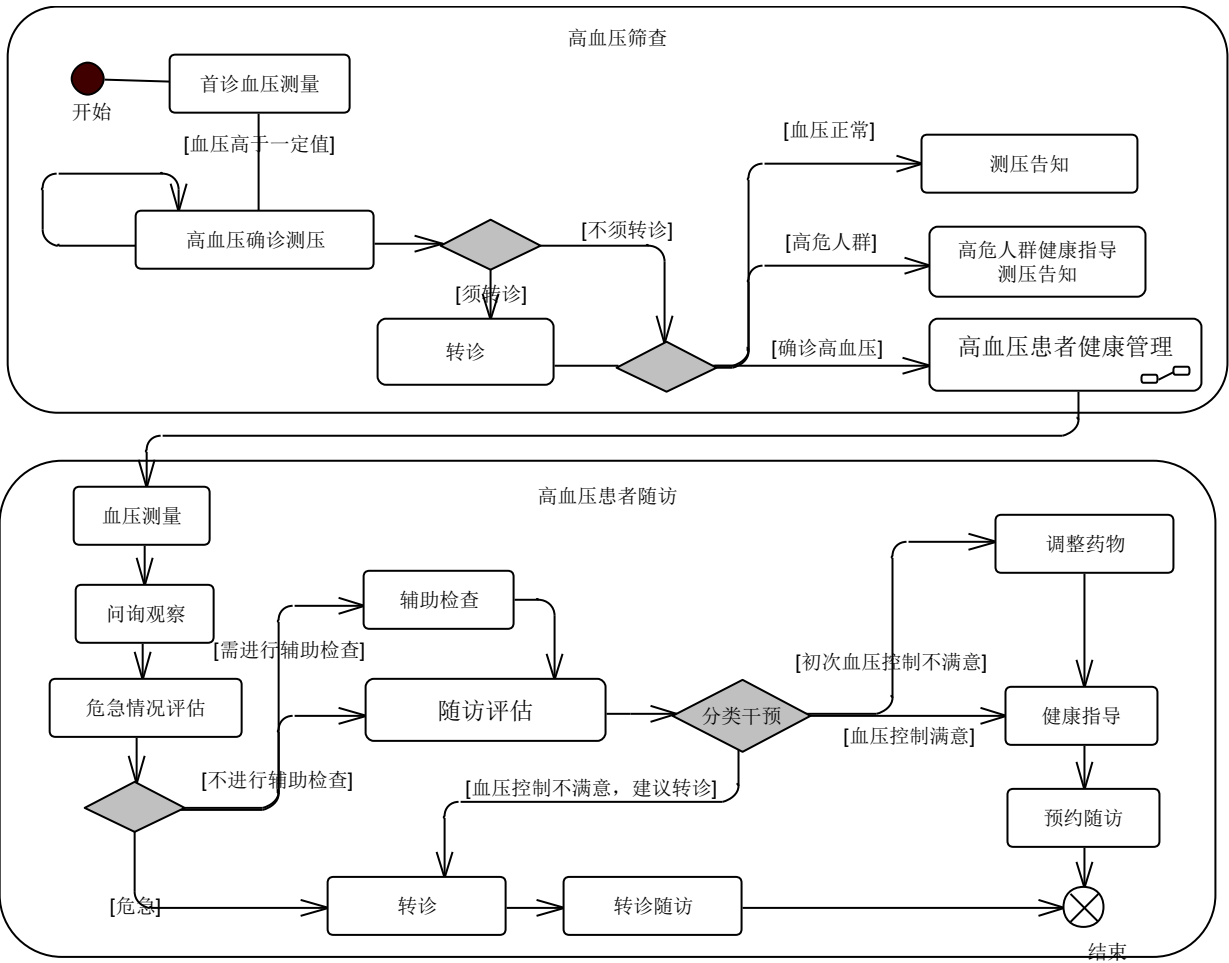 高血压筛查
开始
首诊血压测量
[血压高于一定值]
高血压确诊测压
[不须转诊]
[须转诊]
转诊
[血压正常]
测压告知
[高危人群]
高危人群健康指导
测压告知
[确诊高血压]
高血压患者健康管理
高血压患者随访
血压测量
问询观察
危急情况评估
[需进行辅助检查]
辅助检查
[不进行辅助检查]
随访评估
分类干预
[初次血压控制不满意]
调整药物
[血压控制满意]
健康指导
[血压控制不满意，建议转诊]
预约随访
[危急]
转诊
转诊随访
结束